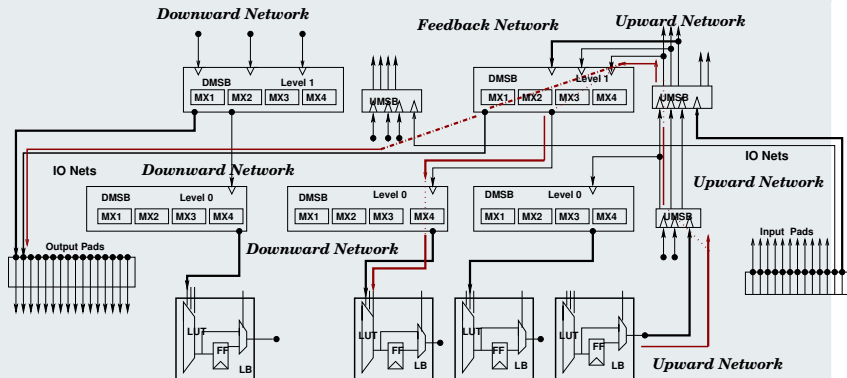 Downward Network
Feedback Network
Upward Network
DMSB
Level 1
MX1 MX2 MX3 MX4
UMSB
DMSB
Level 1
MX1 MX2 MX3 MX4
UMSB
IO Nets
Downward Network
IO Nets
Upward Network
DMSB
Level 0
MX1 MX2 MX3 MX4
DMSB
Level 0
MX1 MX2 MX3 MX4
DMSB
Level 0
MX1 MX2 MX3 MX4
UMSB
Output Pads
Downward Network
Input Pads
LUT
FF
LB
LUT
FF
LB
LUT
FF
LB
LUT
FF
LB
Upward Network